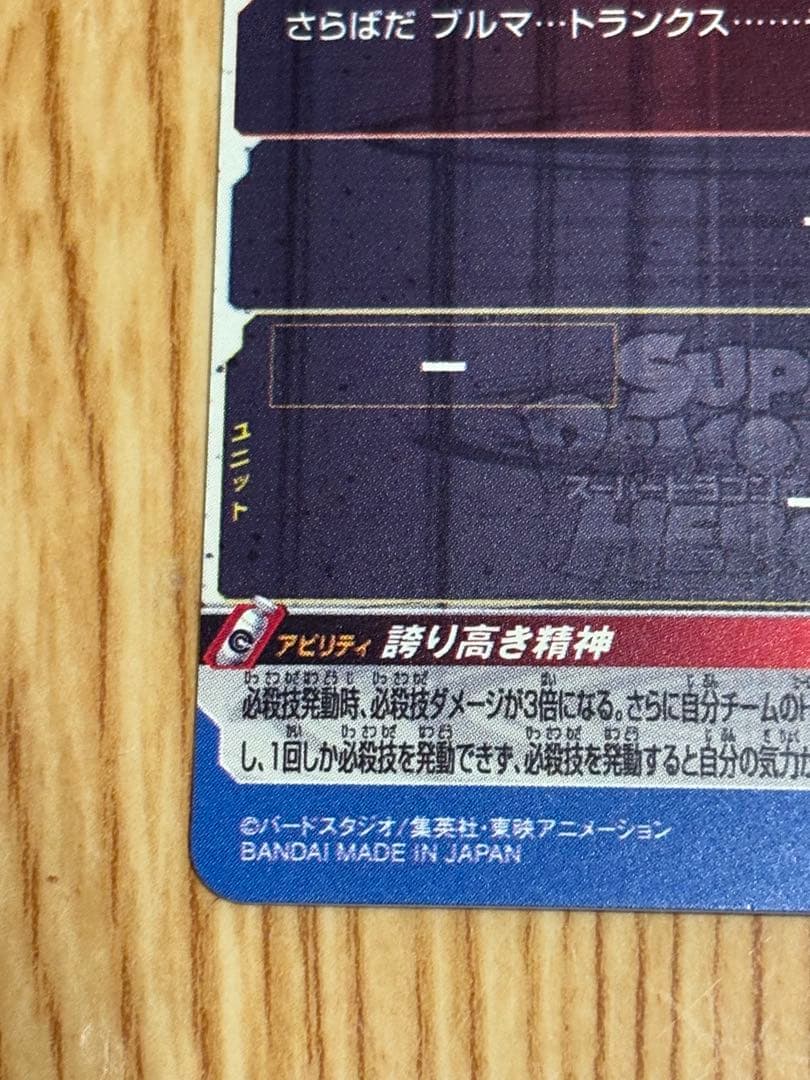 さらばだ ブルマ…トランクス………
ー
ー
SUP
ユニット
アビリティ 誇り高き精神
必殺技発動時、必殺技ダメージが3倍になる。さらに自分チームの
し、1回しか必殺技を発動できず、必殺技を発動すると自分の気力が
©バードスタジオ/集英社・東映アニメーション
BANDAI MADE IN JAPAN